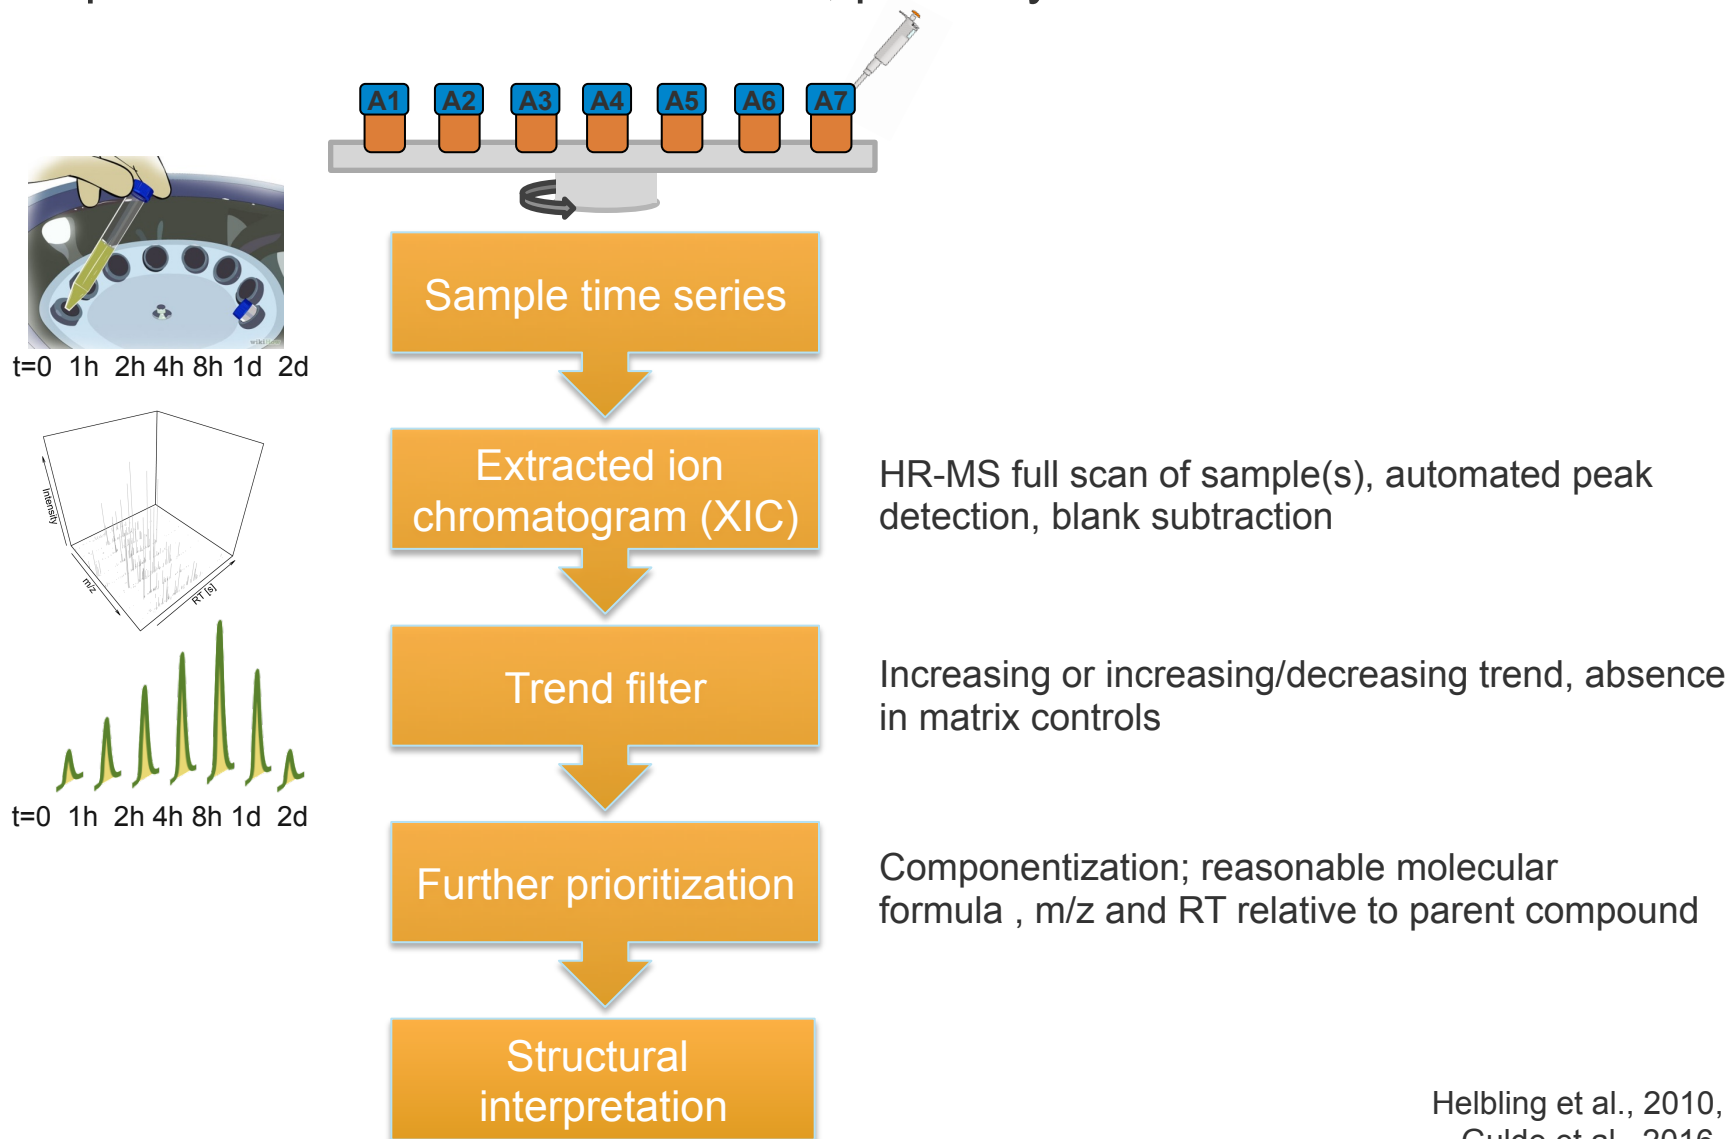 A1 A2 A3 A4 A5 A6 A7
Sample time series
t=0 1h 2h 4h 8h 1d 2d
Extracted ion
chromatogram (XIC)
HR-MS full scan of sample(s), automated peak
detection, blank subtraction
Intensity
m/z
RT [s]
Trend filter
Increasing or increasing/decreasing trend, absence
in matrix controls
t=0 1h 2h 4h 8h 1d 2d
Further prioritization
Componentization; reasonable molecular
formula , m/z and RT relative to parent compound
Structural
interpretation
Helbling et al., 2010,
et al., 2016